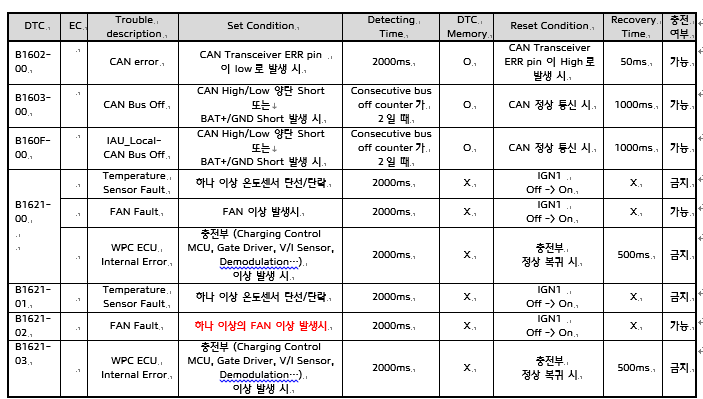 DTC EC Trouble description Set Condition Detecting Time DTC Memory Reset Condition Recovery Time 충전 여부
B1602-00 CAN error CAN Transceiver ERR pin 이 low로 발생 시. 2000ms O CAN Transceiver ERR pin 이 High로 발생 시. 50ms 가능
B1603-00 CAN Bus Off CAN High/Low 양단 Short 또는↓ BAT+/GND Short 발생 시. Consecutive bus off counter가 2 일 때. O CAN 정상 통신 시. 1000ms 가능
B160F-00 IAU_Local-CAN Bus Off CAN High/Low 양단 Short 또는↓ BAT+/GND Short 발생 시. Consecutive bus off counter가 2 일 때. O CAN 정상 통신 시. 1000ms 가능
B1621-00 Temperature Sensor Fault 하나 이상 온도센서 단선/단락 2000ms X IGN1 Off -> On X 금지
FAN Fault FAN 이상 발생시. 2000ms X IGN1 Off -> On X 가능
WPC ECU Internal Error 충전부 (Charging Control MCU, Gate Driver, V/I Sensor, Demodulation…) 이상 발생 시. 2000ms X 충전부 정상 복귀 시. 500ms 금지
B1621-01 Temperature Sensor Fault 하나 이상 온도센서 단선/단락 2000ms X IGN1 Off -> On X 금지
B1621-02 FAN Fault 하나 이상의 FAN 이상 발생시. 2000ms X IGN1 Off -> On X 가능
B1621-03 WPC ECU Internal Error 충전부 (Charging Control MCU, Gate Driver, V/I Sensor, Demodulation…) 이상 발생 시. 2000ms X 충전부 정상 복귀 시. 500ms 금지